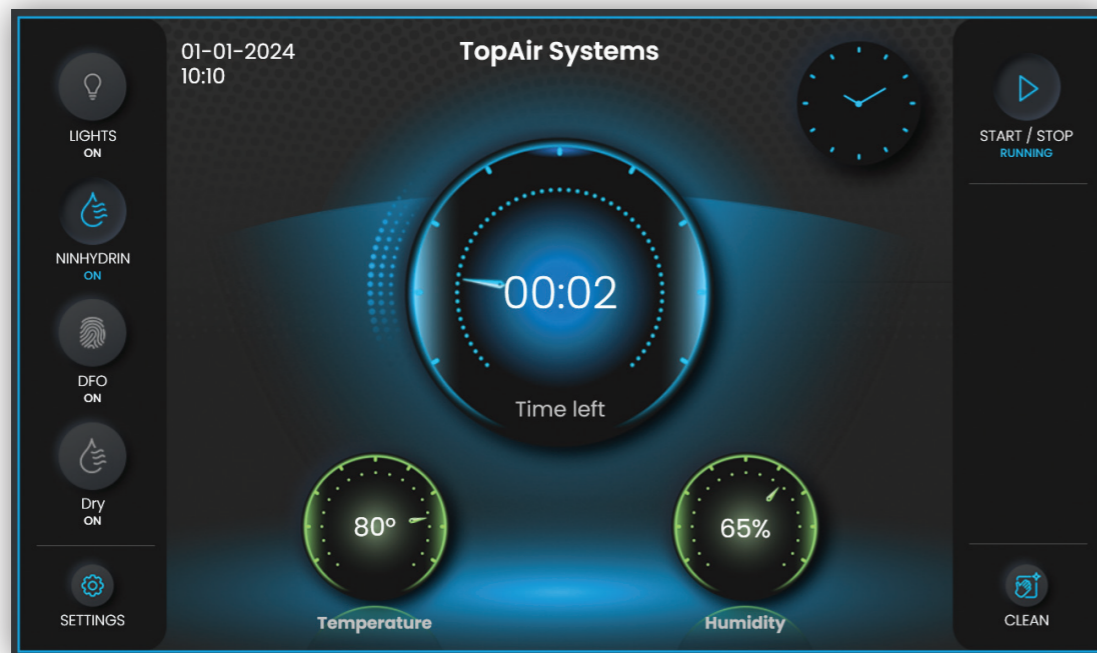 01-01-2024
10:10
TopAir Systems
LIGHTS
ON
NINHYDRIN
ON
DFO
ON
Dry
ON
SETTINGS
00:02
Time left
80°
Temperature
65%
Humidity
START / STOP
RUNNING
CLEAN